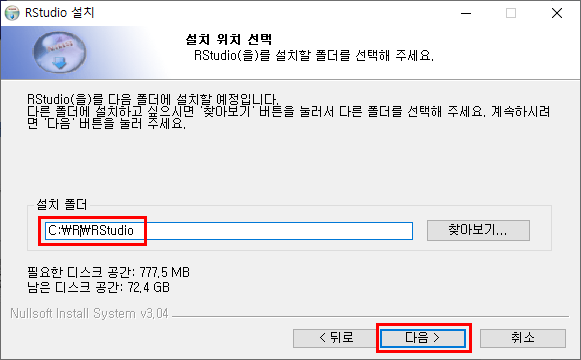 RStudio 설치
설치 위치 선택
RStudio(을)를 설치할 폴더를 선택해 주세요.
RStudio(을)를 다음 폴더에 설치할 예정입니다.
다른 폴더에 설치하고 싶으시면 '찾아보기' 버튼을 눌러서 다른 폴더를 선택해 주세요. 계속하시려
면 '다음' 버튼을 눌러 주세요.
설치 폴더
C:₩R₩RStudio
찾아보기...
필요한 디스크 공간: 777.5 MB
남은 디스크 공간: 72.4 GB
Nullsoft Install System v3.04
< 뒤로
다음 >
취소